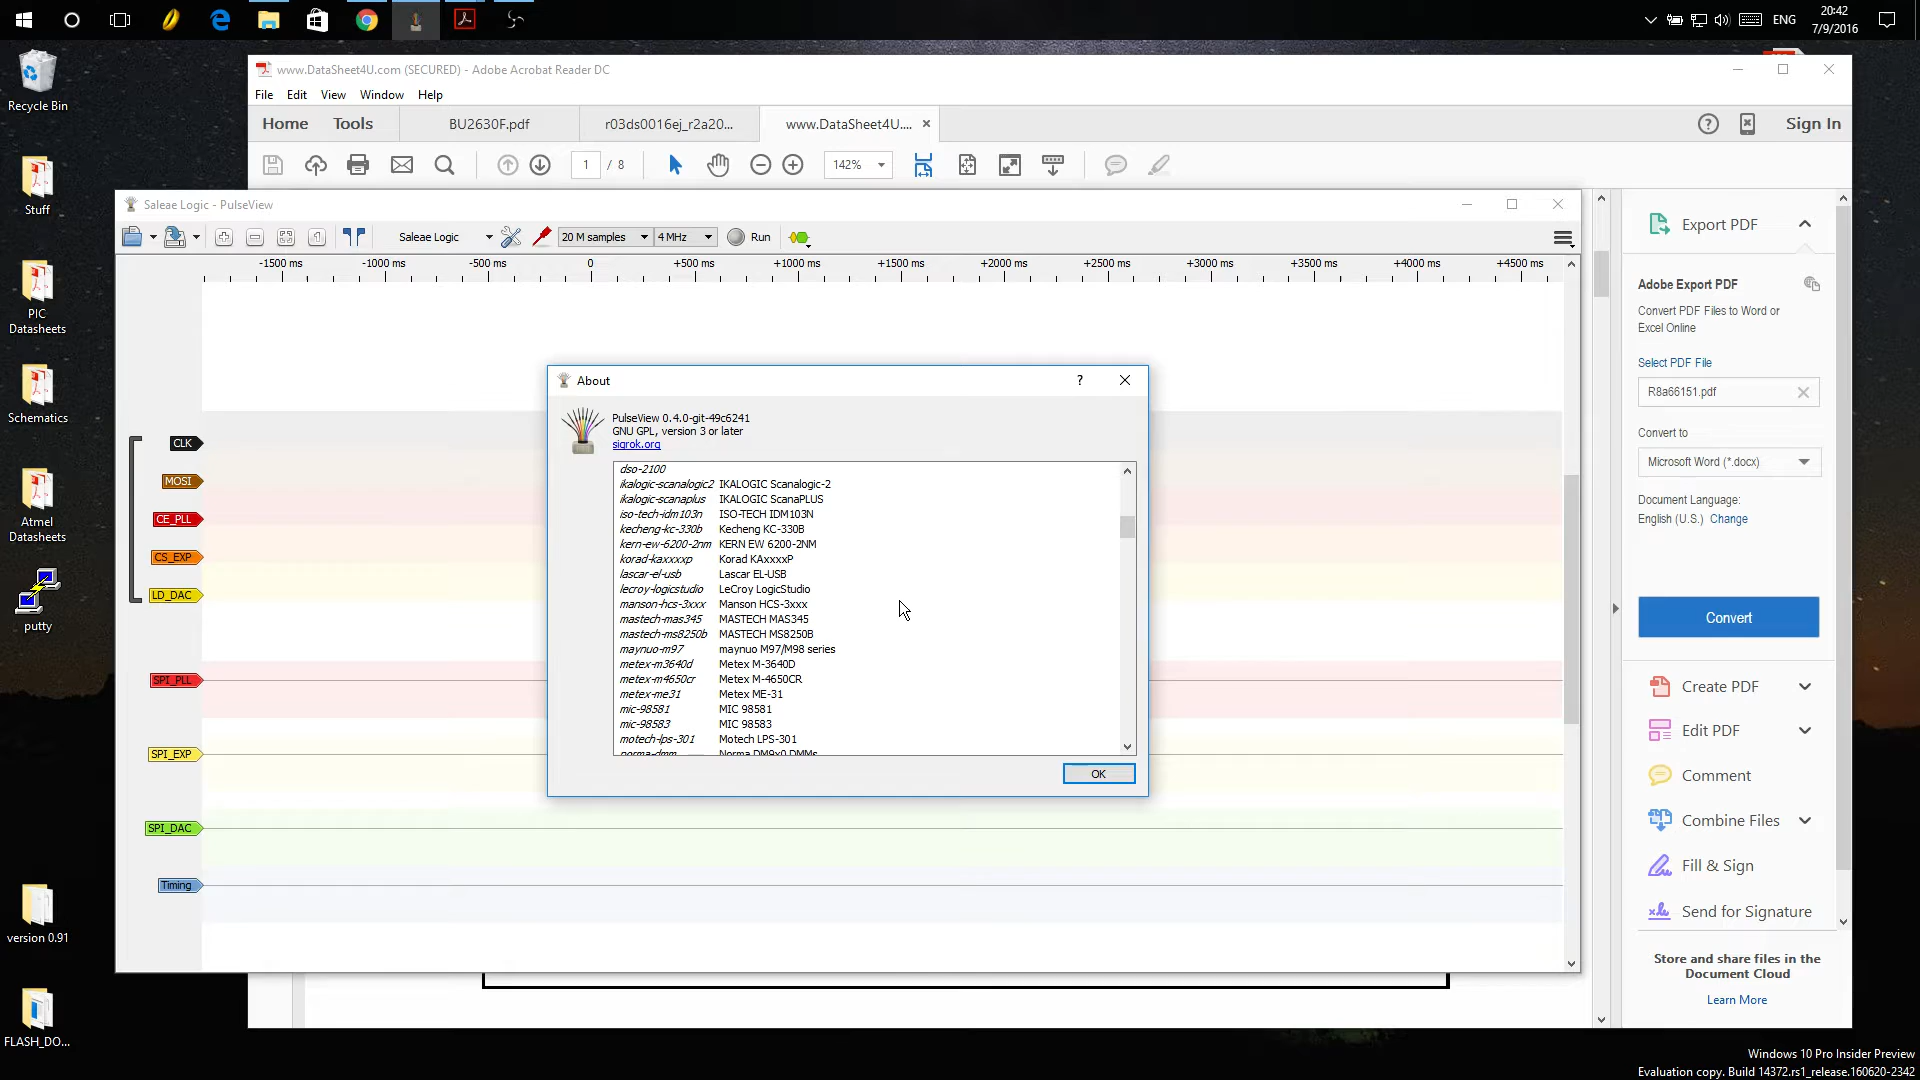 ENG
20:42
7/9/2016
Recycle Bin
Stuff
PIC
Datasheets
Schematics
Atmel
Datasheets
putty
version 0.91
FLASH_DO...
www.DataSheet4U.com (SECURED) - Adobe Acrobat Reader DC
File Edit View Window Help
Home Tools BU2630F.pdf r03ds0016ej_r2a20... www.DataSheet4U.... Sign In
1 / 8 142%
Saleae Logic - PulseView
Saleae Logic 20 M samples 4 MHz Run
-1500 ms -1000 ms -500 ms 0 +500 ms +1000 ms +1500 ms +2000 ms +2500 ms +3000 ms +3500 ms +4000 ms +4500 ms
CLK
MOSI
CE_PLL
CS_EXP
LD_DAC
SPI_PLL
SPI_EXP
SPI_DAC
Timing
About
PulseView 0.4.0-git-49c6241
GNU GPL, version 3 or later
sigrok.org
dso-2100
ikalogic-scanalogic2 IKALOGIC Scanalogic-2
ikalogic-scanaplus IKALOGIC ScanaPLUS
iso-tech-idm103n ISO-TECH IDM103N
kecheng-kc-330b Kecheng KC-330B
kern-ew-6200-2nm KERN EW 6200-2NM
korad-kaxxxxp Korad KAxxxxP
lascar-el-usb Lascar EL-USB
lecroy-logicstudio LeCroy LogicStudio
manson-hcs-3xxx Manson HCS-3xxx
mastech-mas345 MASTECH MAS345
mastech-ms8250b MASTECH MS8250B
maynuo-m97 maynuo M97/M98 series
metex-m3640d Metex M-3640D
metex-m4650cr Metex M-4650CR
metex-me31 Metex ME-31
mic-98581 MIC 98581
mic-98583 MIC 98583
motech-lps-301 Motech LPS-301
norma-dmm Norma DM9x0 DMMs
OK
Export PDF
Adobe Export PDF
Convert PDF Files to Word or
Excel Online
Select PDF File
R8a66151.pdf
Convert to
Microsoft Word (*.docx)
Document Language:
English (U.S.) Change
Convert
Create PDF
Edit PDF
Comment
Combine Files
Fill & Sign
Send for Signature
Store and share files in the
Document Cloud
Learn More
Windows 10 Pro Insider Preview
Evaluation copy. Build 14372.rs1_release.160620-2342